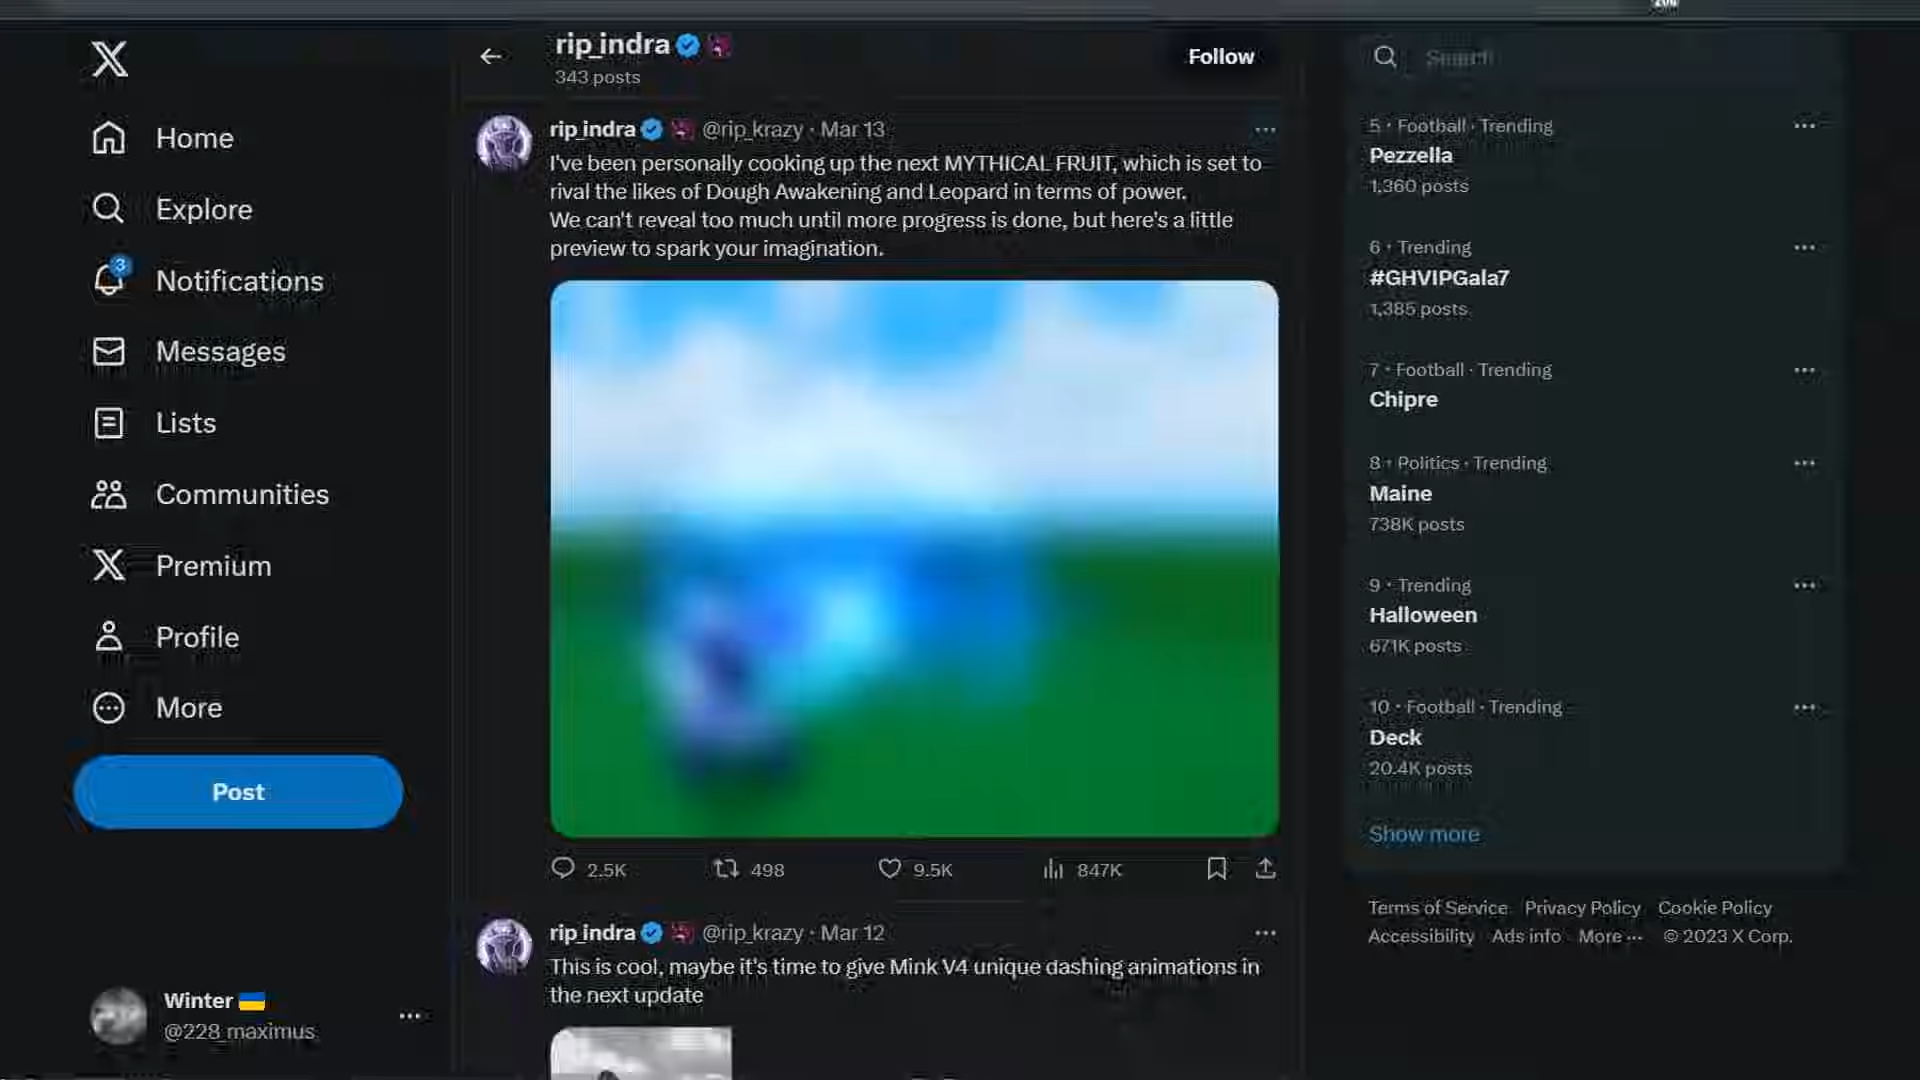 rip_indra
343 posts
Follow
Search
Home
Explore
3
Notifications
Messages
Lists
Communities
Premium
Profile
More
Post
Winter
@228_maximus
rip_indra @rip_krazy · Mar 13
I've been personally cooking up the next MYTHICAL FRUIT, which is set to
rival the likes of Dough Awakening and Leopard in terms of power.
We can't reveal too much until more progress is done, but here's a little
preview to spark your imagination.
2.5K 498 9.5K 847K
rip_indra @rip_krazy · Mar 12
This is cool, maybe it's time to give Mink V4 unique dashing animations in
the next update
5 · Football · Trending
Pezzella
1,360 posts
6 · Trending
#GHVIPGala7
1,385 posts
7 · Football · Trending
Chipre
8 · Politics · Trending
Maine
738K posts
9 · Trending
Halloween
671K posts
10 · Football · Trending
Deck
20.4K posts
Show more
Terms of Service Privacy Policy Cookie Policy
Accessibility Ads info More ··· © 2023 X Corp.